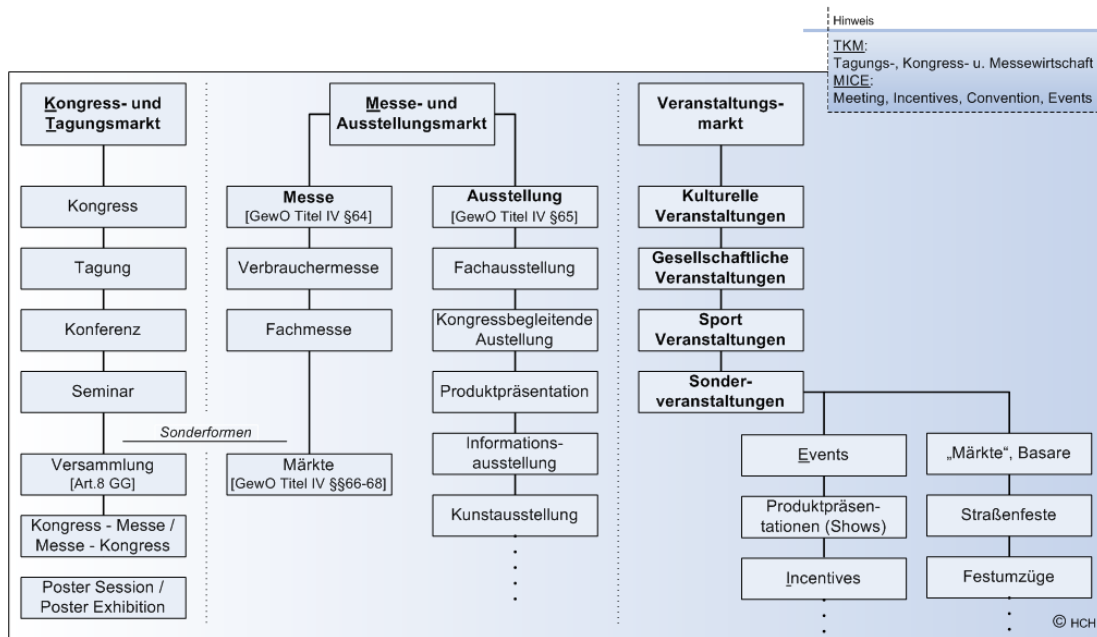 Hinweis
TKM:
Tagungs-, Kongress- u. Messewirtschaft
MICE:
Meeting, Incentives, Convention, Events
Kongress- und
Tagungsmarkt
Kongress
Tagung
Konferenz
Seminar
Sonderformen
Versammlung
[Art.8 GG]
Kongress - Messe /
Messe - Kongress
Poster Session /
Poster Exhibition
Messe- und
Ausstellungsmarkt
Messe
[GewO Titel IV §64]
Verbrauchermesse
Fachmesse
Märkte
[GewO Titel IV §§66-68]
Ausstellung
[GewO Titel IV §65]
Fachausstellung
Kongressbegleitende
Austellung
Produktpräsentation
Informations-
ausstellung
Kunstausstellung
Veranstaltungs-
markt
Kulturelle
Veranstaltungen
Gesellschaftliche
Veranstaltungen
Sport
Veranstaltungen
Sonder-
veranstaltungen
Events
Produktpräsen-
tationen (Shows)
Incentives
„Märkte“, Basare
Straßenfeste
Festumzüge
© HCH